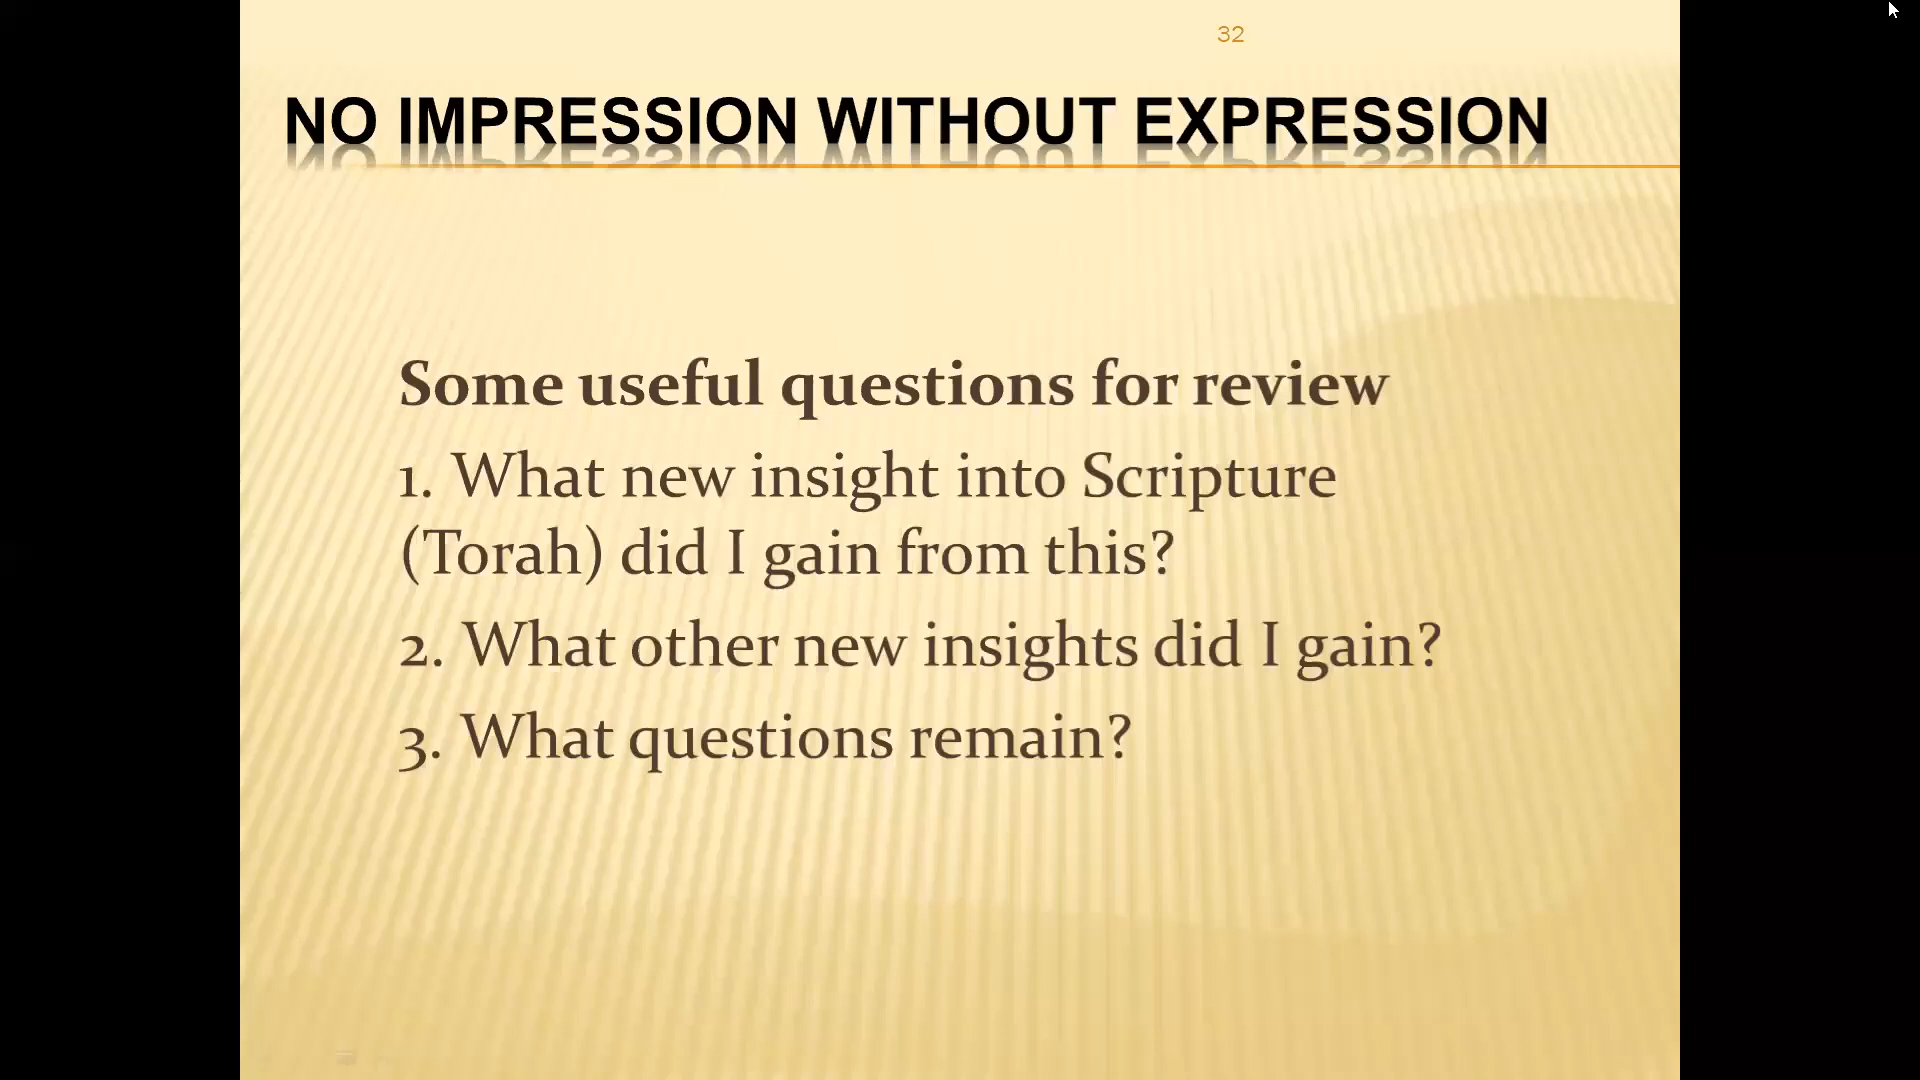 32
NO IMPRESSION WITHOUT EXPRESSION
Some useful questions for review
1. What new insight into Scripture
(Torah) did I gain from this?
2. What other new insights did I gain?
3. What questions remain?